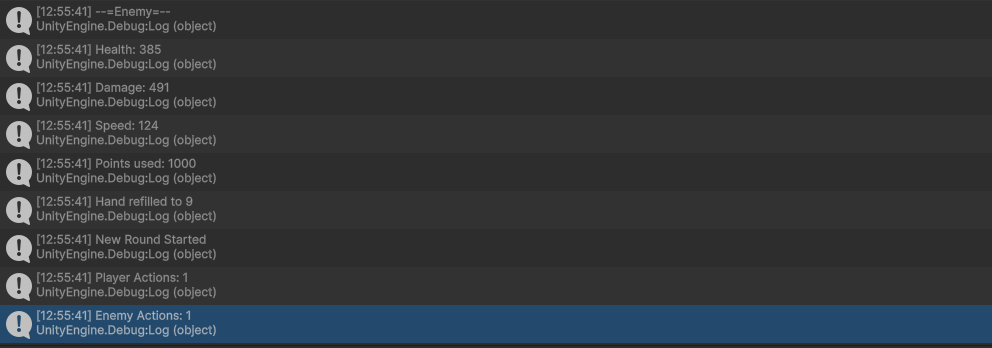 [12:55:41] --=Enemy=--
UnityEngine.Debug:Log (object)
[12:55:41] Health: 385
UnityEngine.Debug:Log (object)
[12:55:41] Damage: 491
UnityEngine.Debug:Log (object)
[12:55:41] Speed: 124
UnityEngine.Debug:Log (object)
[12:55:41] Points used: 1000
UnityEngine.Debug:Log (object)
[12:55:41] Hand refilled to 9
UnityEngine.Debug:Log (object)
[12:55:41] New Round Started
UnityEngine.Debug:Log (object)
[12:55:41] Player Actions: 1
UnityEngine.Debug:Log (object)
[12:55:41] Enemy Actions: 1
UnityEngine.Debug:Log (object)